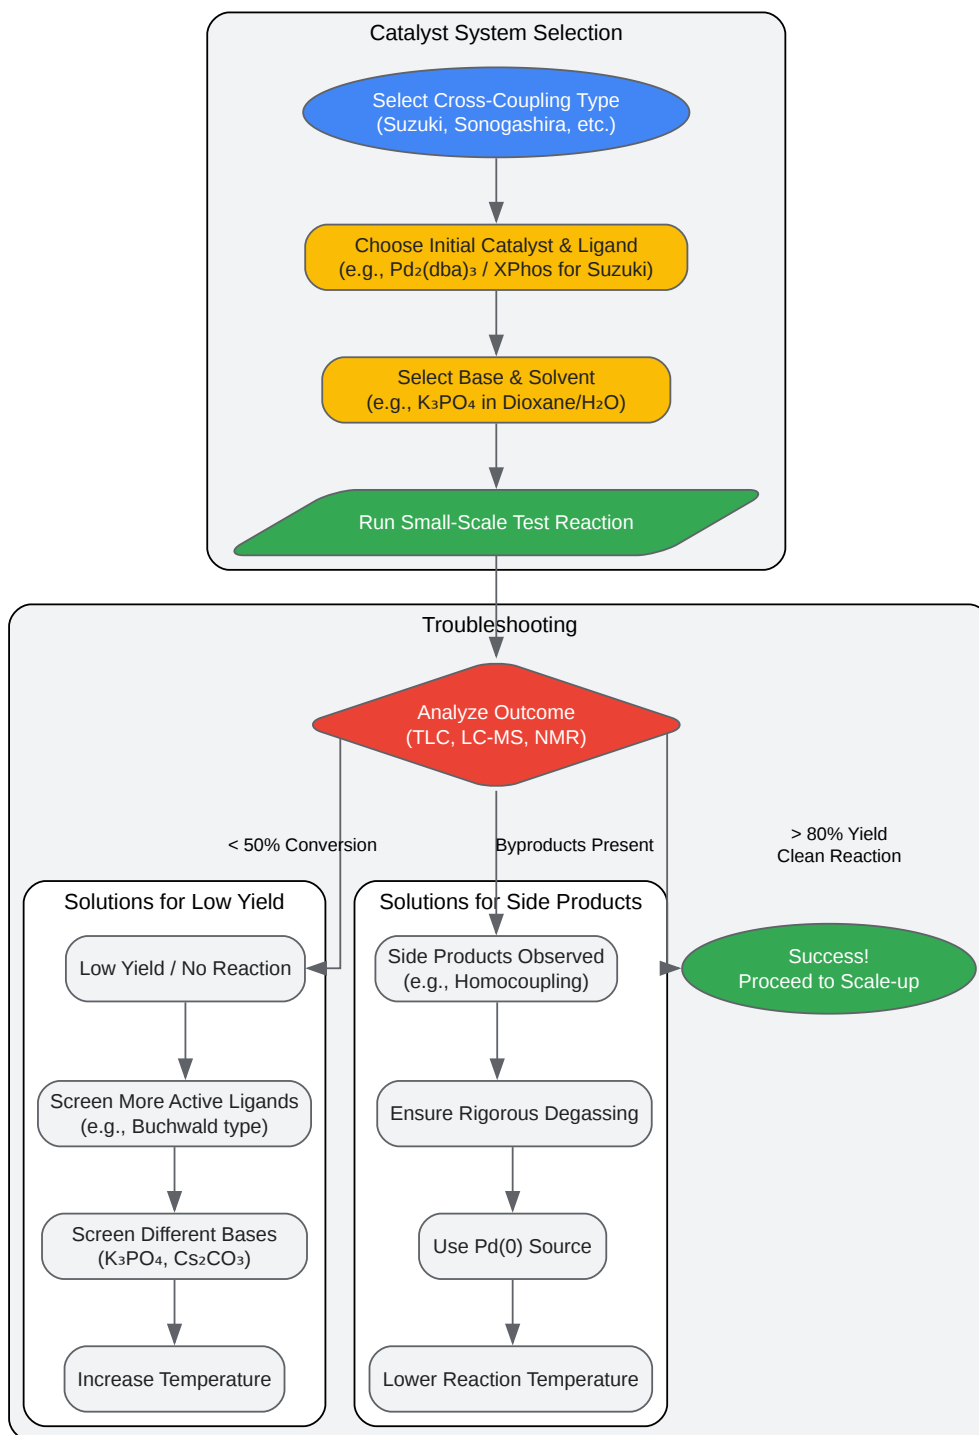 Catalyst System Selection
Select Cross-Coupling Type
(Suzuki, Sonogashira, etc.)
Choose Initial Catalyst & Ligand
(e.g., Pd₂(dba)₃ / XPhos for Suzuki)
Select Base & Solvent
(e.g., K₃PO₄ in Dioxane/H₂O)
Run Small-Scale Test Reaction
Troubleshooting
Analyze Outcome
(TLC, LC-MS, NMR)
< 50% Conversion
Byproducts Present
> 80% Yield
Clean Reaction
Solutions for Low Yield
Low Yield / No Reaction
Screen More Active Ligands
(e.g., Buchwald type)
Screen Different Bases
(K₃PO₄, Cs₂CO₃)
Increase Temperature
Solutions for Side Products
Side Products Observed
(e.g., Homocoupling)
Ensure Rigorous Degassing
Use Pd(0) Source
Lower Reaction Temperature
Success!
Proceed to Scale-up